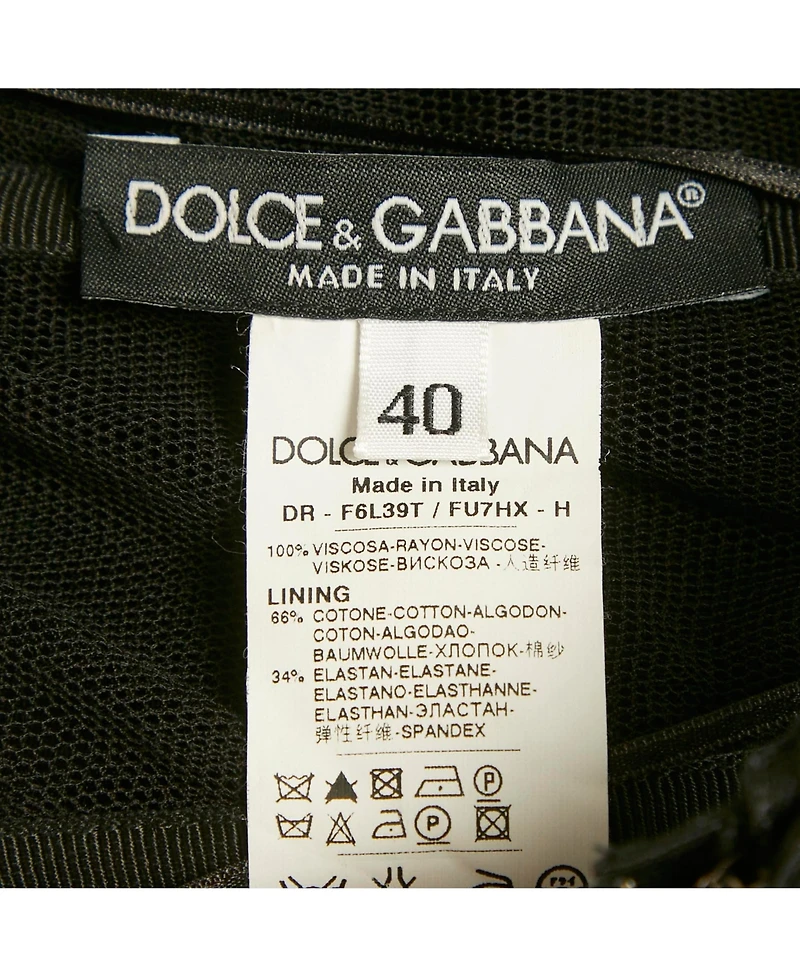 DOLCE & GABBANA®
MADE IN ITALY
40
DOLCE & GABBANA
Made in Italy
DR - F6L39T / FU7HX - H
100% VISCOSA-RAYON-VISCOSE-
VISKOSE-ВИСКОЗА - 人造纤维
LINING
66% COTONE-COTTON-ALGODON-
COTON-ALGODAO-
BAUMWOLLE-ХЛОПОК-棉纱
34% ELASTAN-ELASTANE-
ELASTANO-ELASTHANNE-
ELASTHAN-ЭЛАСТАН-
弹性纤维-SPANDEX
P
P